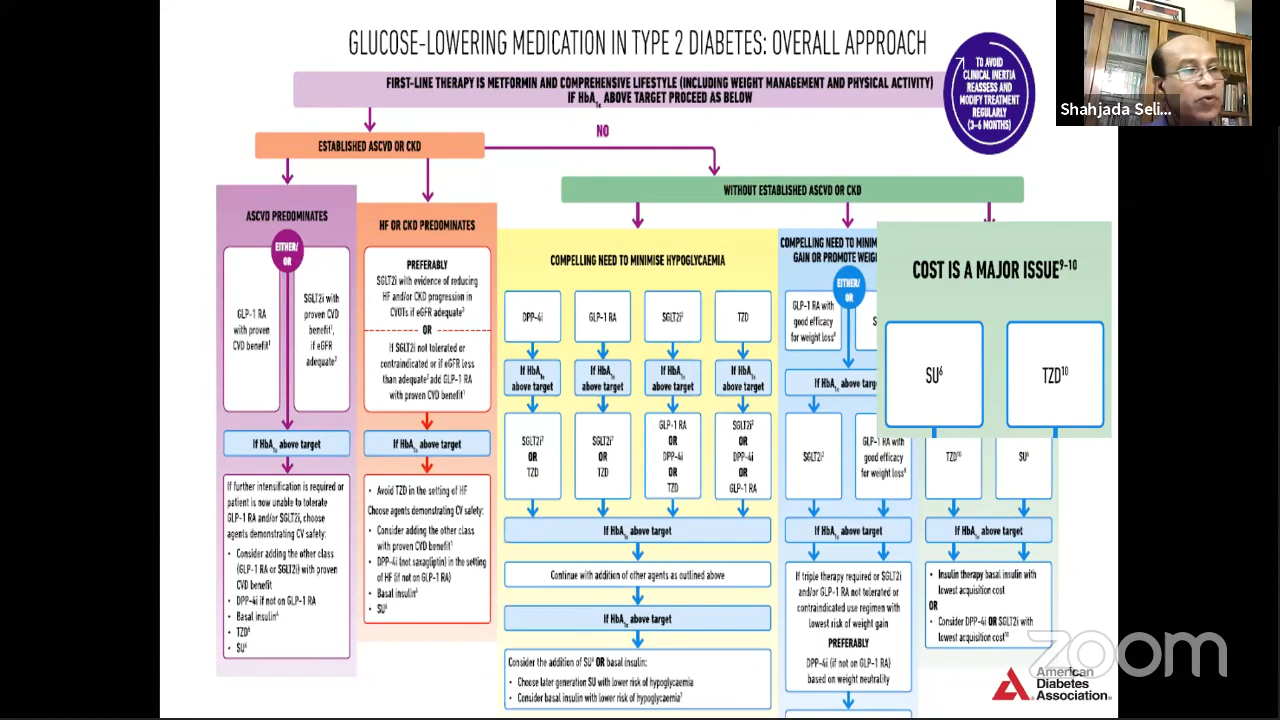 GLUCOSE-LOWERING MEDICATION IN TYPE 2 DIABETES: OVERALL APPROACH
FIRST-LINE THERAPY IS METFORMIN AND COMPREHENSIVE LIFESTYLE (INCLUDING WEIGHT MANAGEMENT AND PHYSICAL ACTIVITY)
IF HbA1c ABOVE TARGET PROCEED AS BELOW
TO AVOID
CLINICAL INERTIA
REASSESS AND
MODIFY TREATMENT
REGULARLY
(3-6 MONTHS)
Shahjada Seli...
NO
ESTABLISHED ASCVD OR CKD
WITHOUT ESTABLISHED ASCVD OR CKD
ASCVD PREDOMINATES
EITHER/
OR
GLP-1 RA
with proven
CVD benefit1
SGLT2i with
proven CVD
benefit1,
if eGFR
adequate2
If HbA1c above target
If further intensification is required or
patient is now unable to tolerate
GLP-1 RA and/or SGLT2i, choose
agents demonstrating CV safety:
• Consider adding the other class
(GLP-1 RA or SGLT2i) with proven
CVD benefit
• DPP-4i if not on GLP-1 RA
• Basal insulin4
• TZD5
• SU6
HF OR CKD PREDOMINATES
PREFERABLY
SGLT2i with evidence of reducing
HF and/or CKD progression in
CVOTs if eGFR adequate3
OR
If SGLT2i not tolerated or
contraindicated or if eGFR less
than adequate2 add GLP-1 RA
with proven CVD benefit1
If HbA1c above target
• Avoid TZD in the setting of HF
Choose agents demonstrating CV safety:
• Consider adding the other class
with proven CVD benefit1
• DPP-4i (not saxagliptin) in the setting
of HF (if not on GLP-1 RA)
• Basal insulin4
• SU6
COMPELLING NEED TO MINIMISE HYPOGLYCAEMIA
DPP-4i
GLP-1 RA
SGLT2i2
TZD
If HbA1c
above target
If HbA1c
above target
If HbA1c
above target
If HbA1c
above target
SGLT2i2
OR
TZD
SGLT2i2
OR
TZD
GLP-1 RA
OR
DPP-4i
OR
TZD
SGLT2i2
OR
DPP-4i
OR
GLP-1 RA
If HbA1c above target
Continue with addition of other agents as outlined above
If HbA1c above target
Consider the addition of SU6 OR basal insulin:
• Choose later generation SU with lower risk of hypoglycaemia
• Consider basal insulin with lower risk of hypoglycaemia7
COMPELLING NEED TO MINIM
GAIN OR PROMOTE WEIG
EITHER/
OR
GLP-1 RA with
good efficacy
for weight loss8
S
If HbA1c above targe
SGLT2i2
GLP-1 RA with
good efficacy
for weight loss8
If HbA1c above target
If triple therapy required or SGLT2i
and/or GLP-1 RA not tolerated or
contraindicated use regimen with
lowest risk of weight gain
PREFERABLY
DPP-4i (if not on GLP-1 RA)
based on weight neutrality
COST IS A MAJOR ISSUE9-10
SU6
TZD10
TZD10
SU6
If HbA1c above target
• Insulin therapy basal insulin with
lowest acquisition cost
OR
• Consider DPP-4i OR SGLT2i with
lowest acquisition cost10
zoom
American
Diabetes
Association®